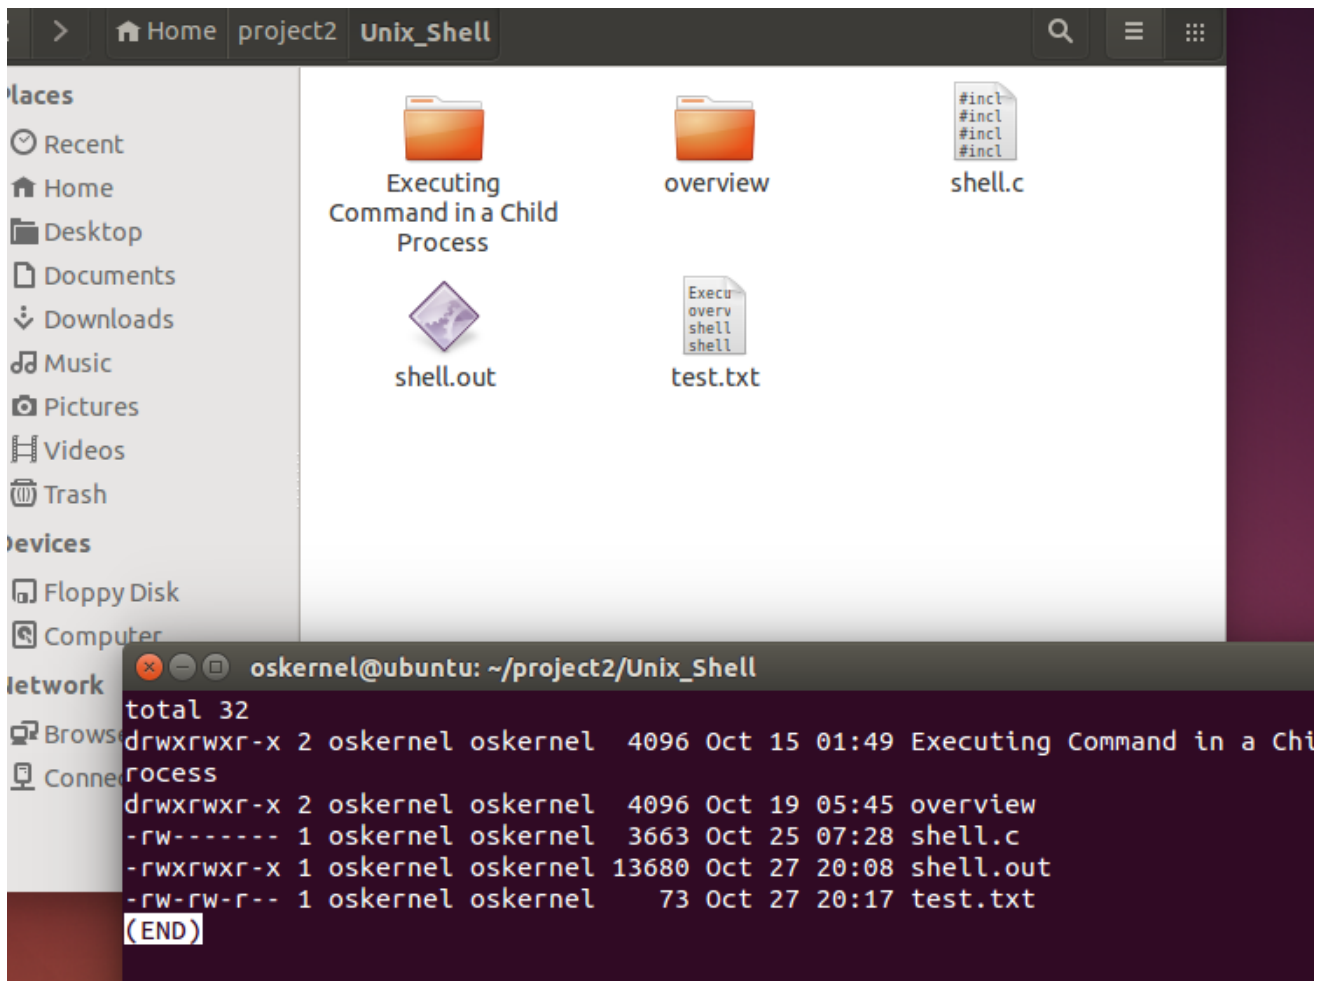 Home project2 Unix_Shell
Places
Recent
Home
Desktop
Documents
Downloads
Music
Pictures
Videos
Trash
Devices
Floppy Disk
Computer
Network
Browse
Connec
#incl
#incl
#incl
#incl
Executing
Command in a Child
Process
overview
shell.c
Execu
overv
shell
shell
shell.out
test.txt
oskernel@ubuntu: ~/project2/Unix_Shell
total 32
drwxrwxr-x 2 oskernel oskernel  4096 Oct 15 01:49 Executing Command in a Chi
rocess
drwxrwxr-x 2 oskernel oskernel  4096 Oct 19 05:45 overview
-rw------- 1 oskernel oskernel  3663 Oct 25 07:28 shell.c
-rwxrwxr-x 1 oskernel oskernel 13680 Oct 27 20:08 shell.out
-rw-rw-r-- 1 oskernel oskernel    73 Oct 27 20:17 test.txt
(END)